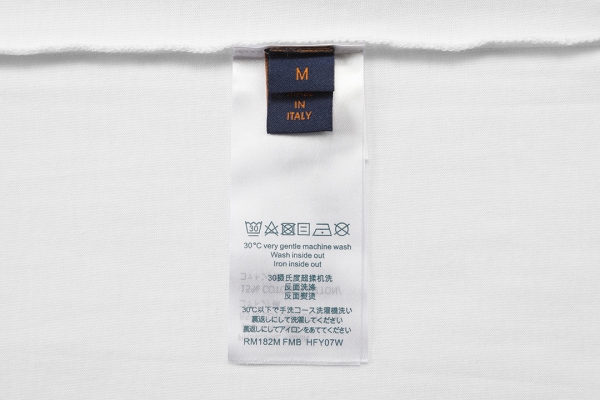 M
IN
ITALY
30
30°C very gentle machine wash
Wash inside out
Iron inside out
30摄氏度超揉机洗
反面洗涤
反面熨烫
30℃以下で手洗コース洗濯機洗い
裏返しにして洗濯してください
裏返しにしてアイロンをあててください
RM182M FMB HFY07W